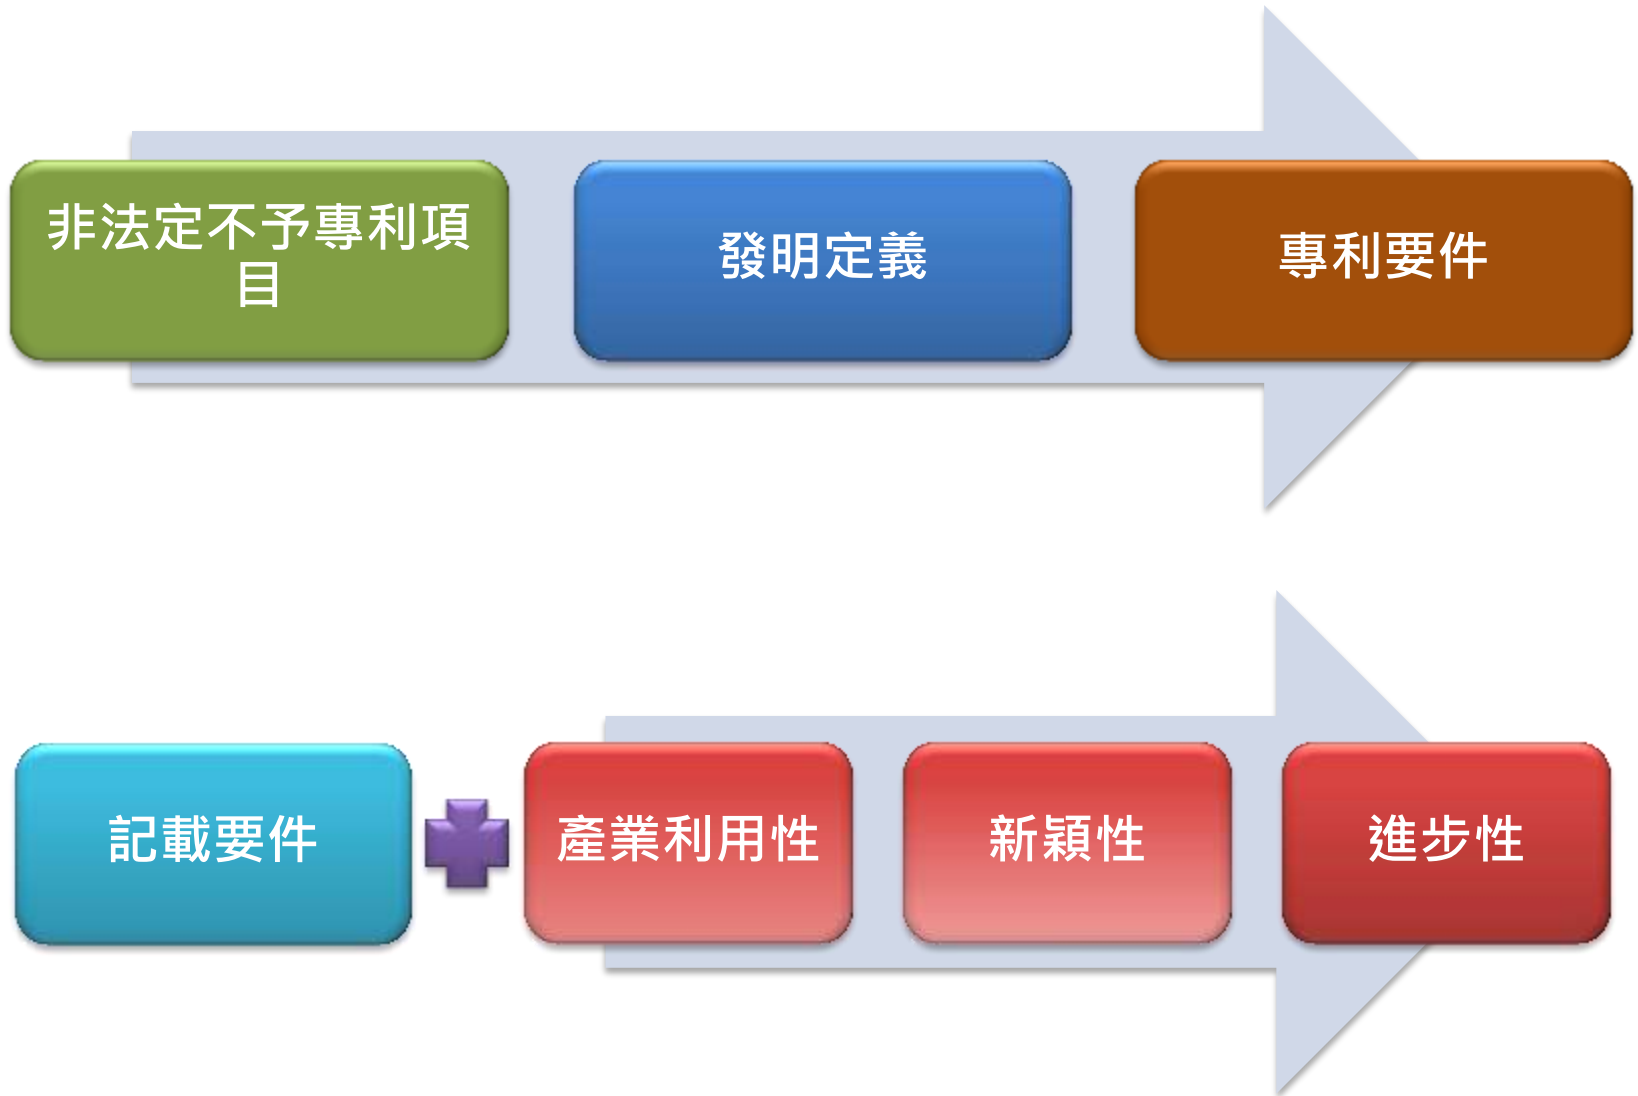 非法定不予專利項
目
發明定義
專利要件
記載要件
產業利用性
新穎性
進步性